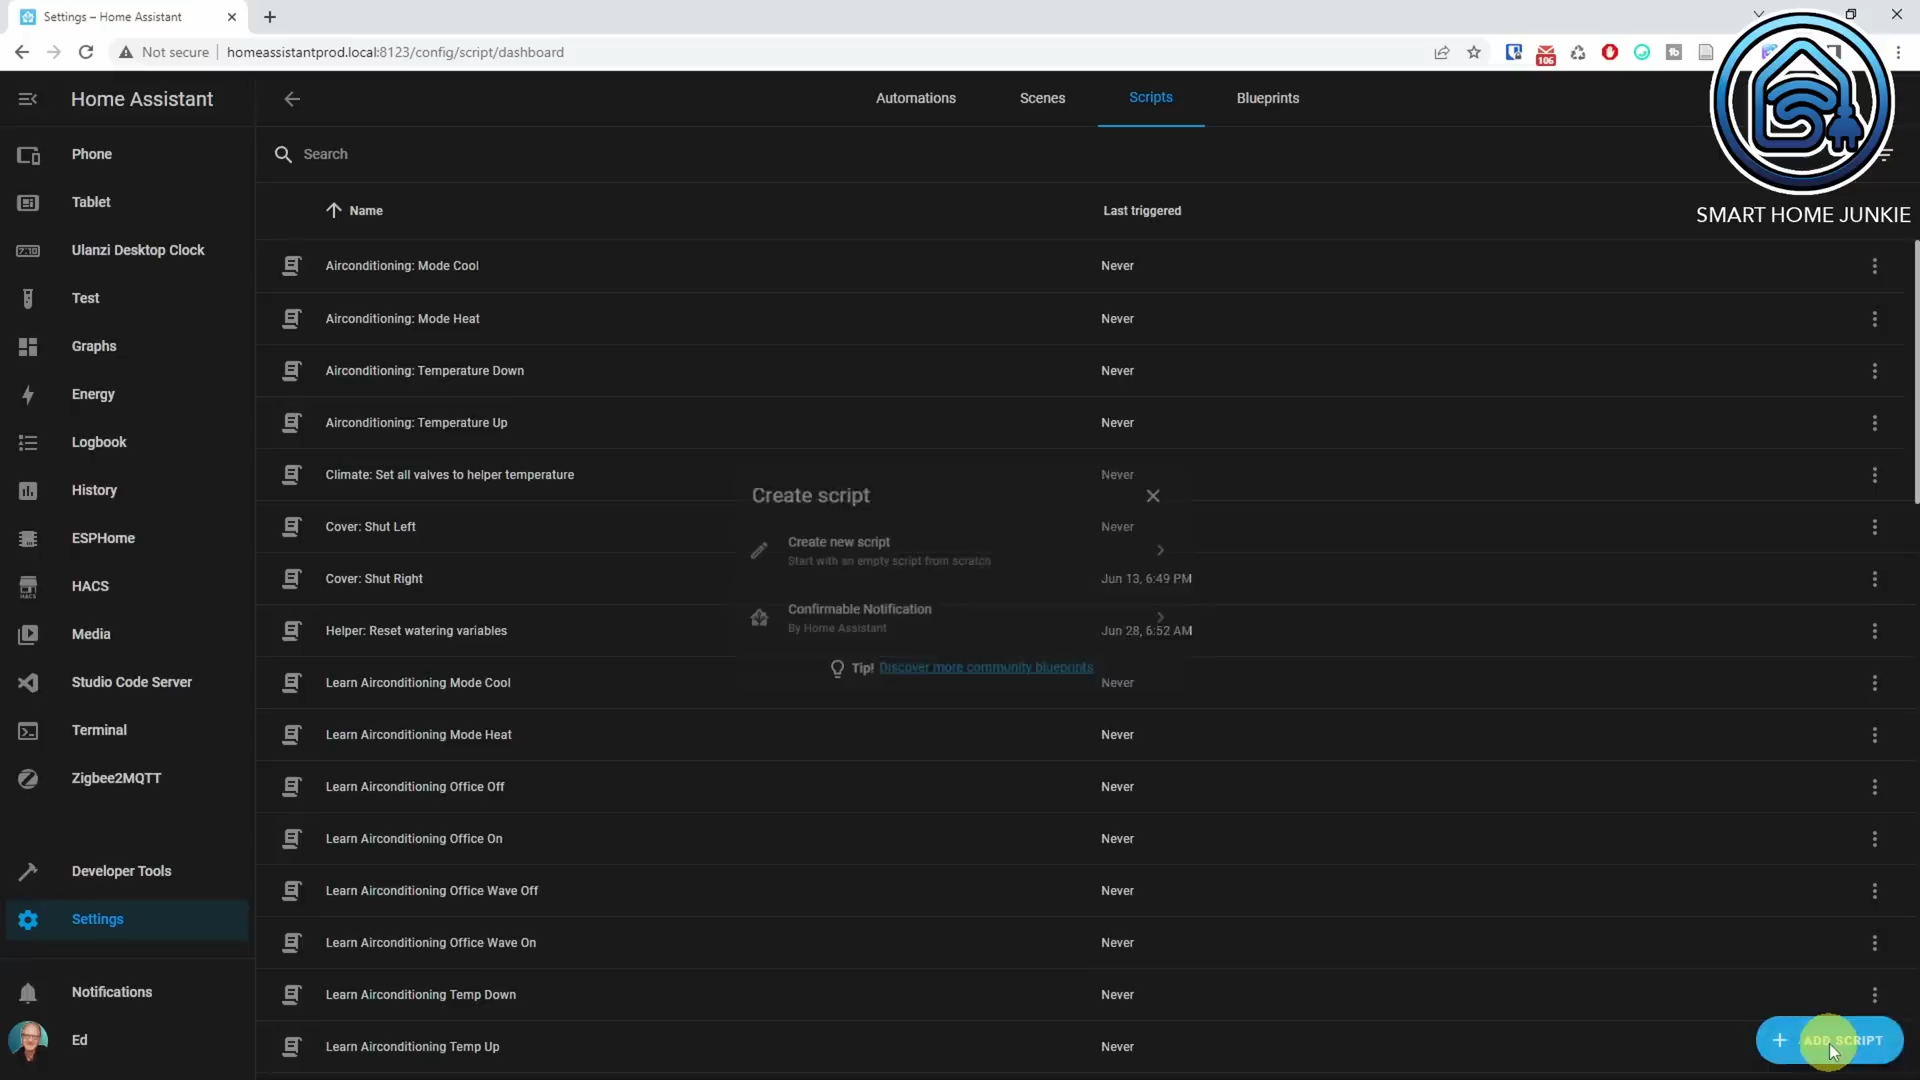 Settings – Home Assistant
Not secure
homeassistantprod.local:8123/config/script/dashboard
106
Home Assistant
Automations
Scenes
Scripts
Blueprints
SMART HOME JUNKIE
Search
Name
Last triggered
Phone
Tablet
Ulanzi Desktop Clock
Test
Graphs
Energy
Logbook
History
ESPHome
HACS
Media
Studio Code Server
Terminal
Zigbee2MQTT
Developer Tools
Settings
Notifications
Ed
Airconditioning: Mode Cool Never
Airconditioning: Mode Heat Never
Airconditioning: Temperature Down Never
Airconditioning: Temperature Up Never
Climate: Set all valves to helper temperature Never
Cover: Shut Left Never
Cover: Shut Right Jun 13, 6:49 PM
Helper: Reset watering variables Jun 28, 6:52 AM
Learn Airconditioning Mode Cool Never
Learn Airconditioning Mode Heat Never
Learn Airconditioning Office Off Never
Learn Airconditioning Office On Never
Learn Airconditioning Office Wave Off Never
Learn Airconditioning Office Wave On Never
Learn Airconditioning Temp Down Never
Learn Airconditioning Temp Up Never
Create script
Create new script
Start with an empty script from scratch
Confirmable Notification
By Home Assistant
Tip! Discover more community blueprints
ADD SCRIPT